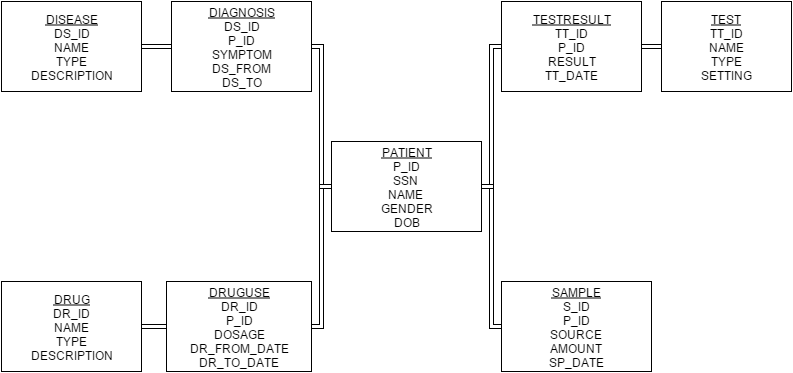 DISEASE
DS_ID
NAME
TYPE
DESCRIPTION
DIAGNOSIS
DS_ID
P_ID
SYMPTOM
DS_FROM
DS_TO
TESTRESULT
TT_ID
P_ID
RESULT
TT_DATE
TEST
TT_ID
NAME
TYPE
SETTING
PATIENT
P_ID
SSN
NAME
GENDER
DOB
DRUG
DR_ID
NAME
TYPE
DESCRIPTION
DRUGUSE
DR_ID
P_ID
DOSAGE
DR_FROM_DATE
DR_TO_DATE
SAMPLE
S_ID
P_ID
SOURCE
AMOUNT
SP_DATE